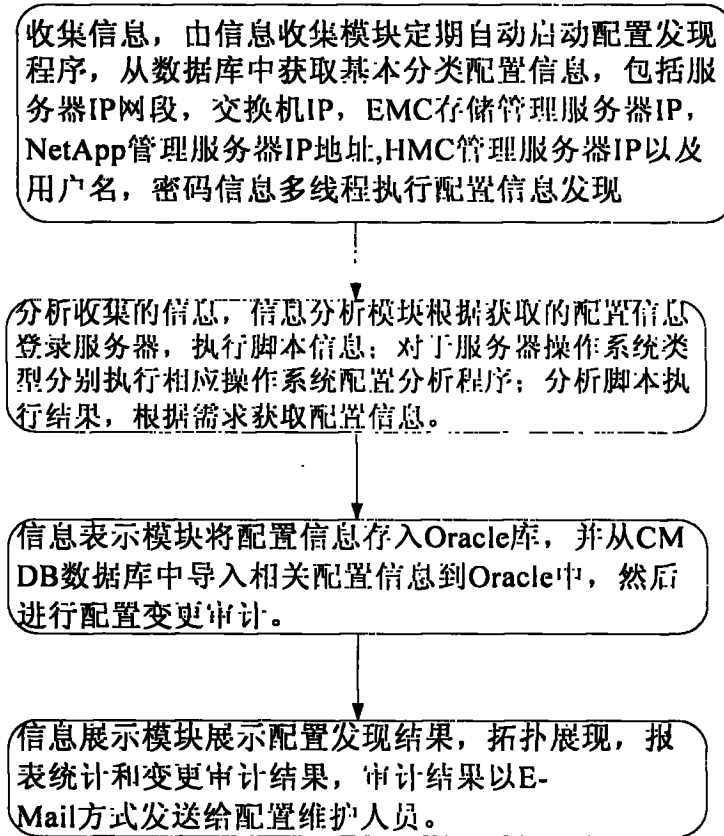 收集信息，由信息收集模块定期自动启动配置发现
程序，从数据库中获取基本分类配置信息，包括服
务器IP网段，交换机IP，EMC存储管理服务器IP，
NetApp管理服务器IP地址,HMC管理服务器IP以及
用户名，密码信息多线程执行配置信息发现
分析收集的信息，信息分析模块根据获取的配置信息
登录服务器，执行脚本信息；对于服务器操作系统类
型分别执行相应操作系统配置分析程序；分析脚本执
行结果，根据需求获取配置信息。
信息表示模块将配置信息存入Oracle库，并从CM
DB数据库中导入相关配置信息到Oracle中，然后
进行配置变更审计。
信息展示模块展示配置发现结果，拓扑展现，报
表统计和变更审计结果，审计结果以E-
Mail方式发送给配置维护人员。